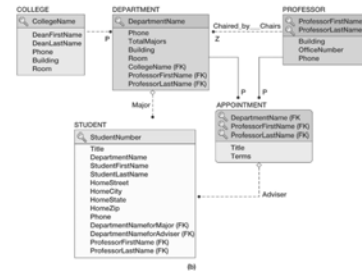 COLLEGE
CollegeName
DeanFirstName
DeanLastName
Phone
Building
Room
P
DEPARTMENT
DepartmentName
Phone
TotalMajors
Building
Room
CollegeName (FK)
ProfessorFirstName (FK)
ProfessorLastName (FK)
Chaired_by Chairs
Z
PROFESSOR
ProfessorFirstName
ProfessorLastName
Building
OfficeNumber
Phone
P
P
Major
APPOINTMENT
DepartmentName (FK
ProfessorFirstName (FK)
ProfessorLastName (FK)
Title
Terms
STUDENT
StudentNumber
Title
DepartmentName
StudentFirstName
StudentLastName
HomeStreet
HomeCity
HomeState
HomeZip
Phone
DepartmentNameforMajor (FK)
DepartmentNameforAdviser (FK)
ProfessorFirstName (FK)
ProfessorLastName (FK)
Adviser
(b)